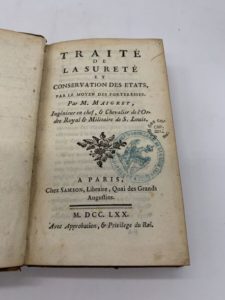 TRAITÉ
DE
LA SURETÉ
ET
CONSERVATION DES ETATS,
PAR LE MOYEN DES FORTERESSES.
Par M. MAIGRET,
Ingénieur en chef, & Chevalier de l'Or-
dre Royal & Militaire de S. Louis.
A PARIS,
Chez SAMSON, Libraire, Quai des Grands
Augustins.
M. DCC. LXX.
Avec Approbation, & Privilege du Roi.